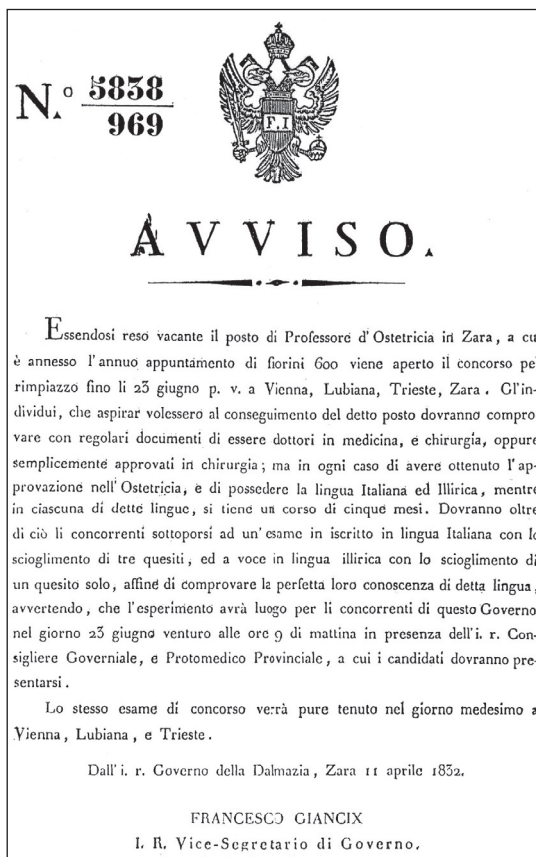 N.º 5838
969
F. I
AVVISO.
Essendosi reso vacante il posto di Professore d'Ostetricia in Zara, a cu
è annesso l'annuo appuntamento di fiorini 600 viene aperto il concorso pe
rimpiazzo fino li 23 giugno p. v. a Vienna, Lubiana, Trieste, Zara. Gl'in-
dividui, che aspirar volessero al conseguimento del detto posto dovranno compro
vare con regolari documenti di essere dottori in medicina, e chirurgia, oppure
semplicemente approvati in chirurgia; ma in ogni caso di avere ottenuto l'ap-
provazione nell'Ostetricia, e di possedere la lingua Italiana ed Illirica, mentre
in ciascuna di dette lingue, si tiene un corso di cinque mesi. Dovranno oltre
di ciò li concorrenti sottoporsi ad un'esame in iscritto in lingua Italiana con lo
scioglimento di tre quesiti, ed a voce in lingua illirica con lo scioglimento di
un quesito solo, affine di comprovare la perfetta loro conoscenza di detta lingua,
avvertendo, che l'esperimento avrà luogo per li concorrenti di questo Governo
nel giorno 23 giugno venturo alle ore 9 di mattina in presenza dell'i. r. Con-
sigliere Governiale, e Protomedico Provinciale, a cui i candidati dovranno pre-
sentarsi.
Lo stesso esame di concorso verrà pure tenuto nel giorno medesimo a
Vienna, Lubiana, e Trieste.
Dall'i. r. Governo della Dalmazia, Zara 11 aprile 1832.
FRANCESCO GIANCIX
I. R. Vice-Segretario di Governo.